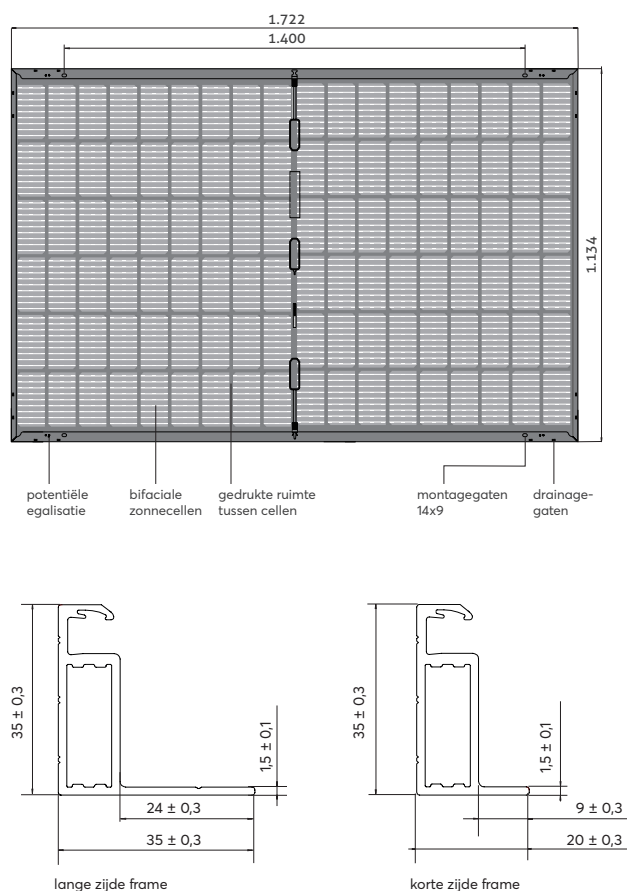 1.722
1.400
1.134
potentiële
egalisatie
bifaciale
zonnecellen
gedrukte ruimte
tussen cellen
montagegaten
14x9
drainage-
gaten
35 ± 0,3
1,5 ± 0,1
24 ± 0,3
35 ± 0,3
lange zijde frame
35 ± 0,3
1,5 ± 0,1
9 ± 0,3
20 ± 0,3
korte zijde frame